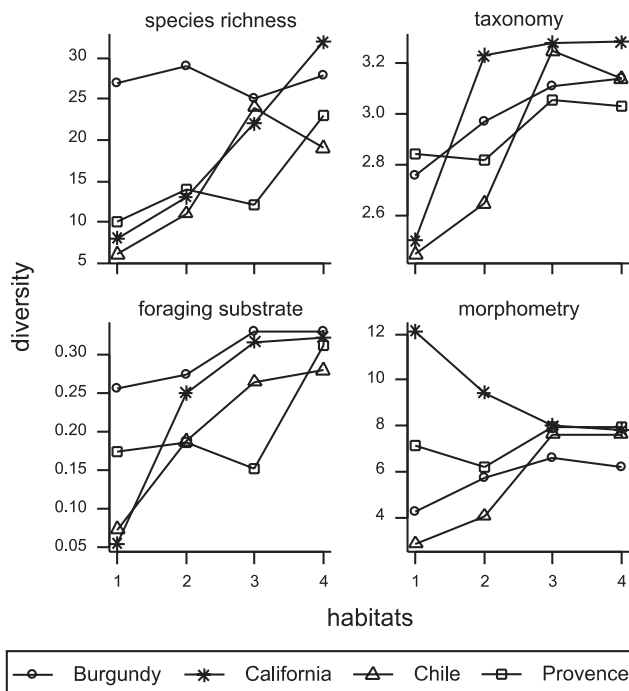 species richness
30
25
20
15
10
5
taxonomy
3.2
3.0
2.8
2.6
diversity
foraging substrate
0.30
0.25
0.20
0.15
0.10
0.05
1 2 3 4
morphometry
12
10
8
6
4
1 2 3 4
habitats
Burgundy California Chile Provence